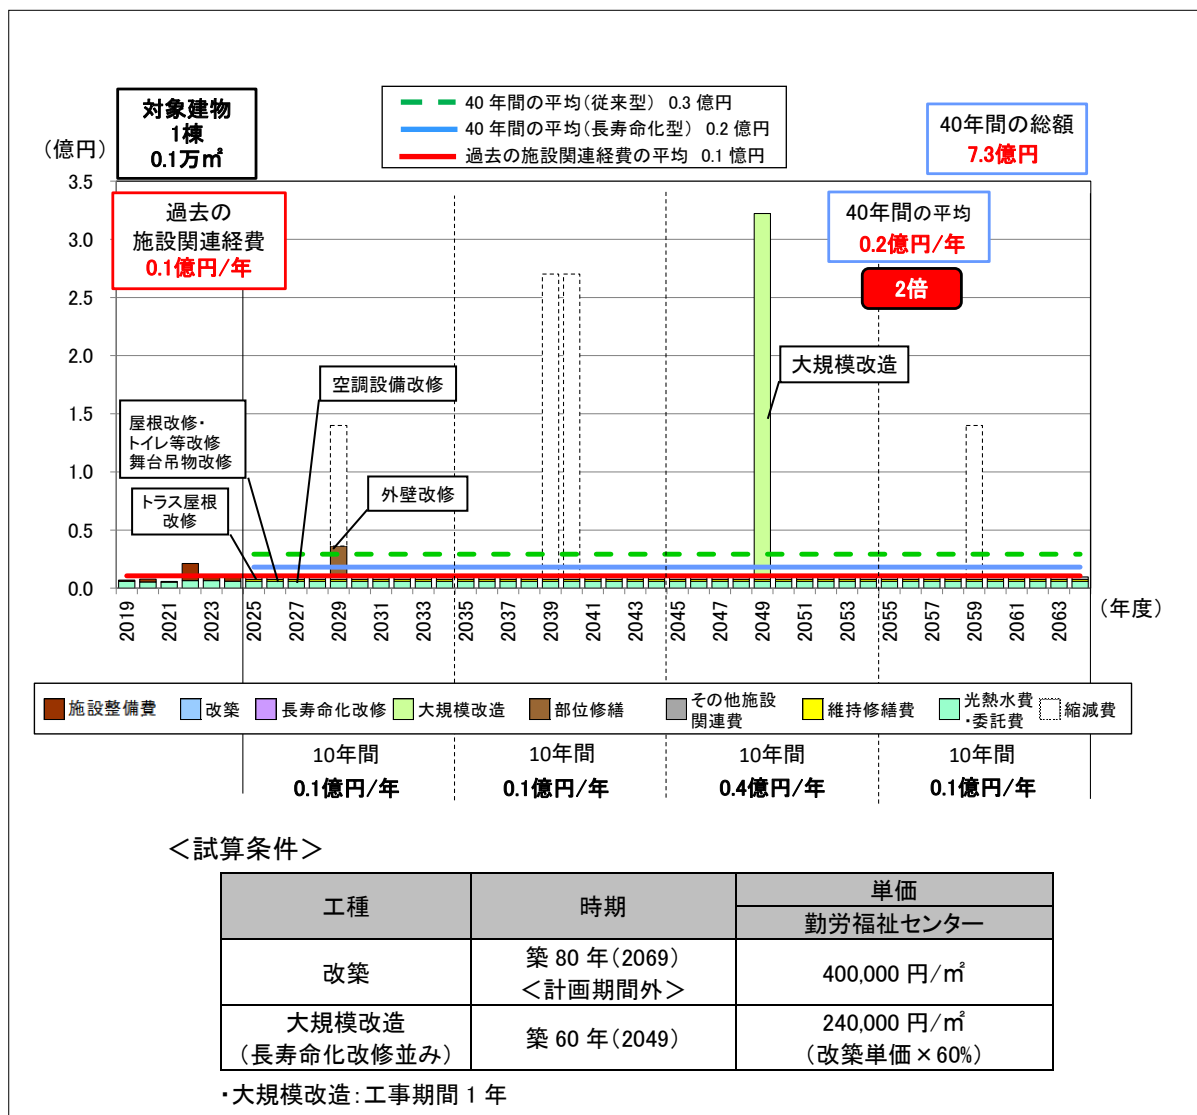 対象建物
1棟
0.1万㎡
40 年間の平均(従来型) 0.3 億円
40 年間の平均(長寿命化型) 0.2 億円
過去の施設関連経費の平均 0.1 億円
40年間の総額
7.3億円
(億円)
過去の
施設関連経費
0.1億円/年
40年間の平均
0.2億円/年
2倍
3.5
3.0
2.5
2.0
1.5
1.0
0.5
0.0
大規模改造
空調設備改修
屋根改修・
トイレ等改修
舞台吊物改修
外壁改修
トラス屋根
改修
2019 2021 2023 2025 2027 2029 2031 2033 2035 2037 2039 2041 2043 2045 2047 2049 2051 2053 2055 2057 2059 2061 2063
(年度)
施設整備費 改築 長寿命化改修 大規模改造 部位修繕 その他施設関連費 維持修繕費 光熱水費・委託費 縮減費
10年間 10年間 10年間 10年間
0.1億円/年 0.1億円/年 0.4億円/年 0.1億円/年
＜試算条件＞
工種 時期 単価
勤労福祉センター
改築 築 80 年(2069) 400,000 円/㎡
＜計画期間外＞
大規模改造 築 60 年(2049) 240,000 円/㎡
(長寿命化改修並み) (改築単価×60%)
・大規模改造:工事期間 1 年